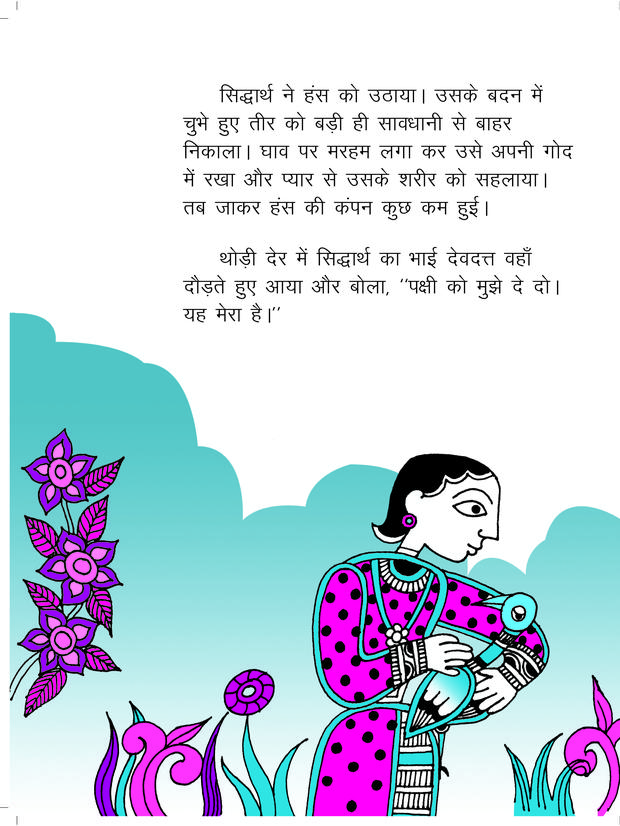 सिद्धार्थ ने हंस को उठाया। उसके बदन में
चुभे हुए तीर को बड़ी ही सावधानी से बाहर
निकाला। घाव पर मरहम लगा कर उसे अपनी गोद
में रखा और प्यार से उसके शरीर को सहलाया।
तब जाकर हंस की कंपन कुछ कम हुई।
थोड़ी देर में सिद्धार्थ का भाई देवदत्त वहाँ
दौड़ते हुए आया और बोला, ‘‘पक्षी को मुझे दे दो।
यह मेरा है।’’